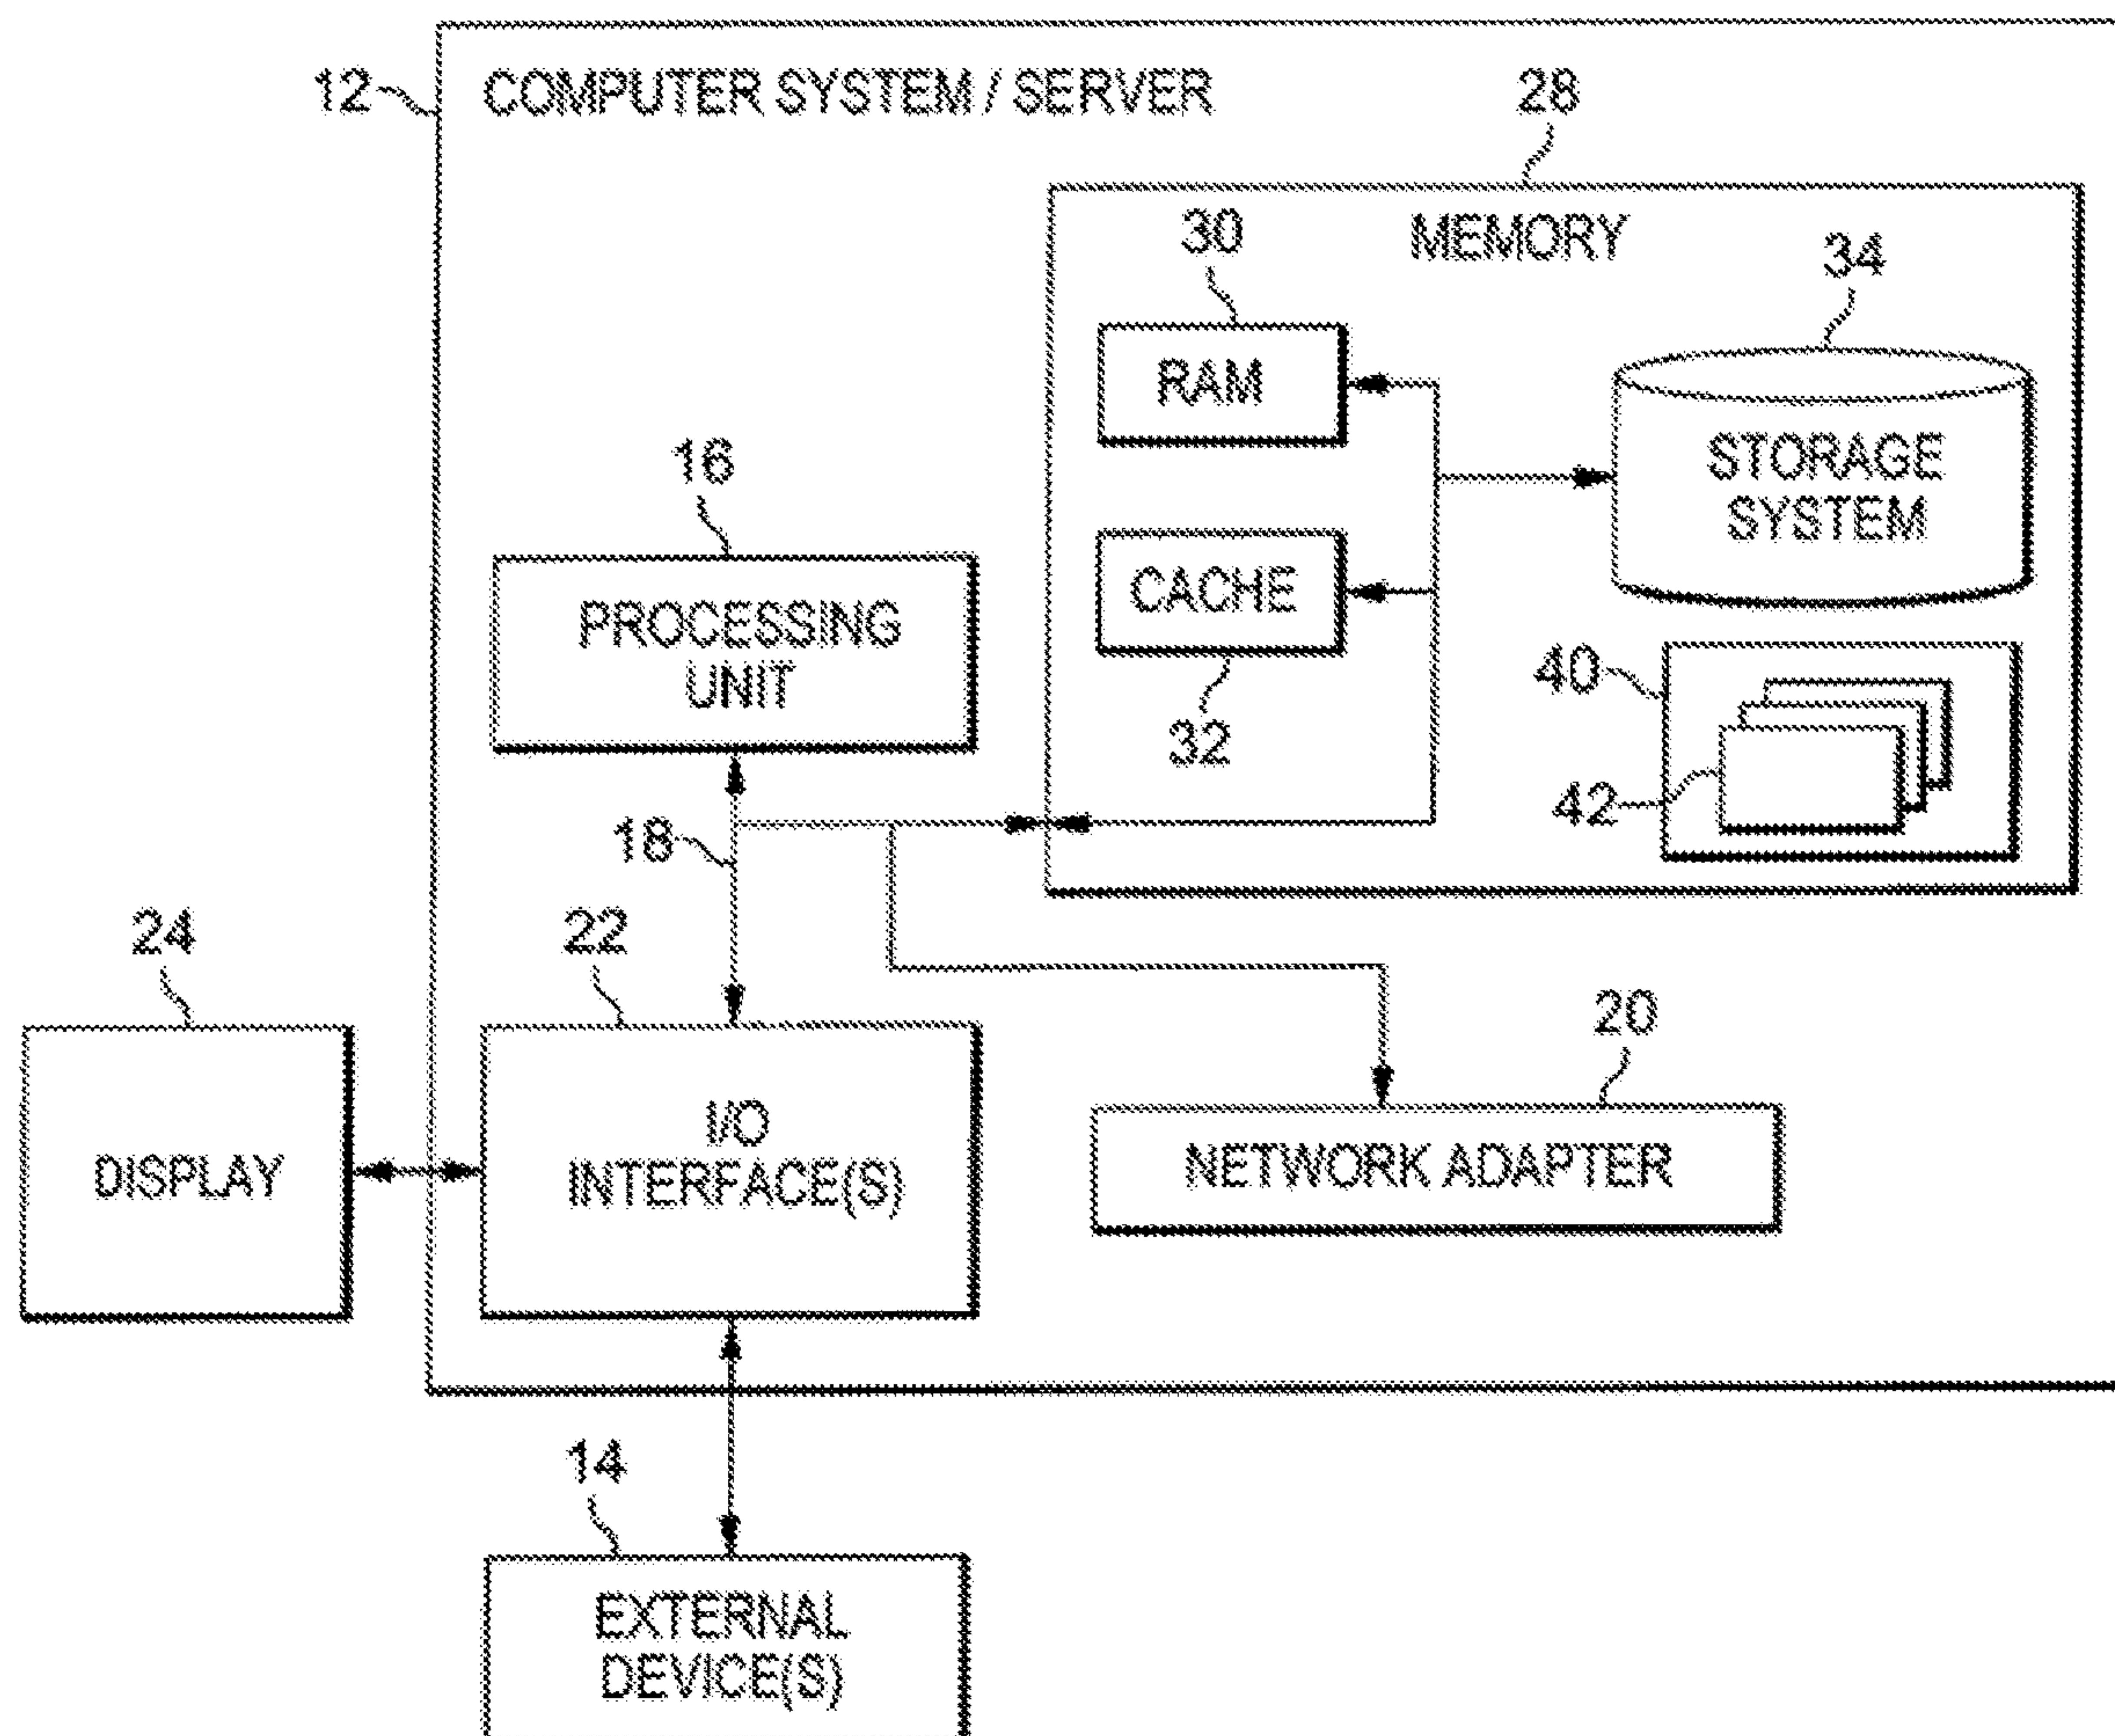 12
COMPUTER SYSTEM / SERVER
28
MEMORY
30
34
RAM
STORAGE
SYSTEM
16
PROCESSING
UNIT
CACHE
32
40
42
18
24
22
20
DISPLAY
I/O
INTERFACE(S)
NETWORK ADAPTER
14
EXTERNAL
DEVICE(S)